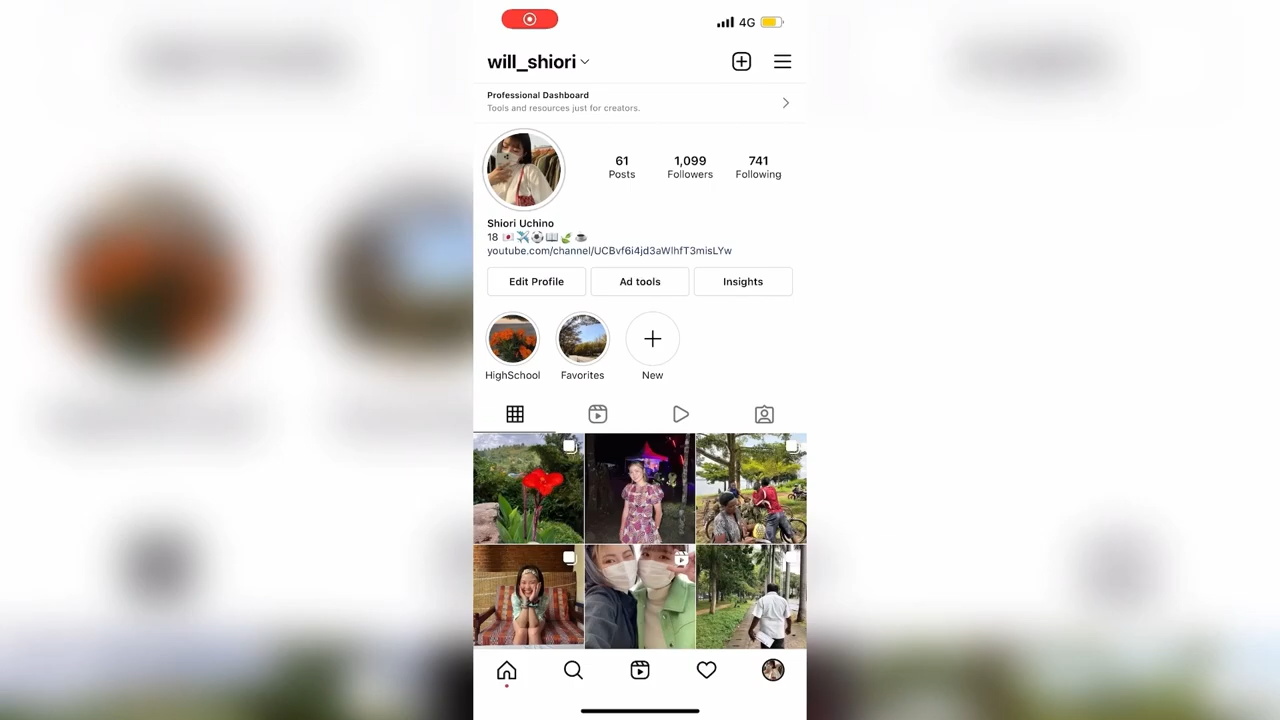 4G
will_shiori
Professional Dashboard
Tools and resources just for creators.
61 1,099 741
Posts Followers Following
Shiori Uchino
18 🇯🇵✈️⚽📖🍃☕
youtube.com/channel/UCBvf6i4jd3aWlhfT3misLYw
Edit Profile Ad tools Insights
HighSchool Favorites New